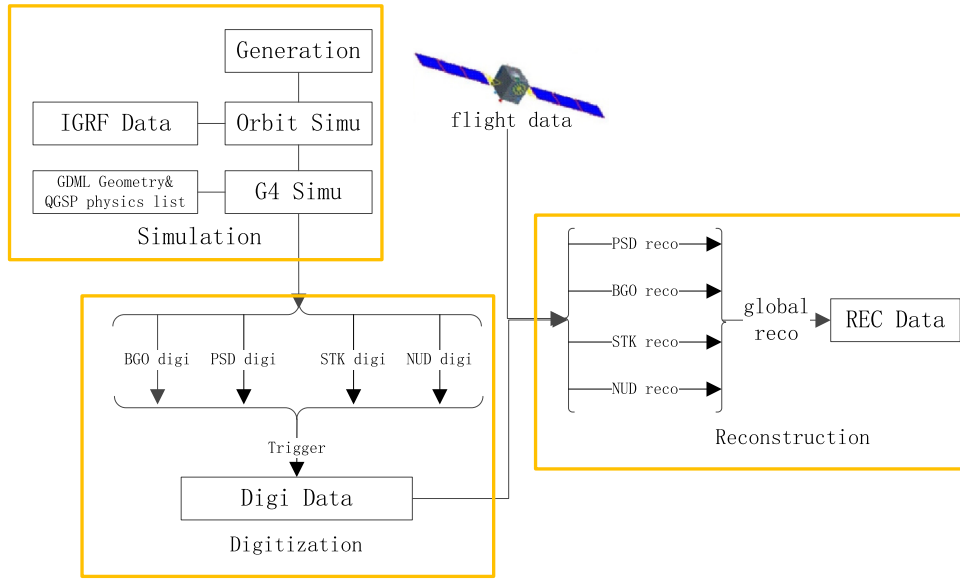 Generation
IGRF Data
Orbit Simu
GDML Geometry&
QGSP physics list
G4 Simu
Simulation
flight data
BGO digi
PSD digi
STK digi
NUD digi
Trigger
Digi Data
Digitization
PSD reco
BGO reco
STK reco
NUD reco
global
reco
REC Data
Reconstruction